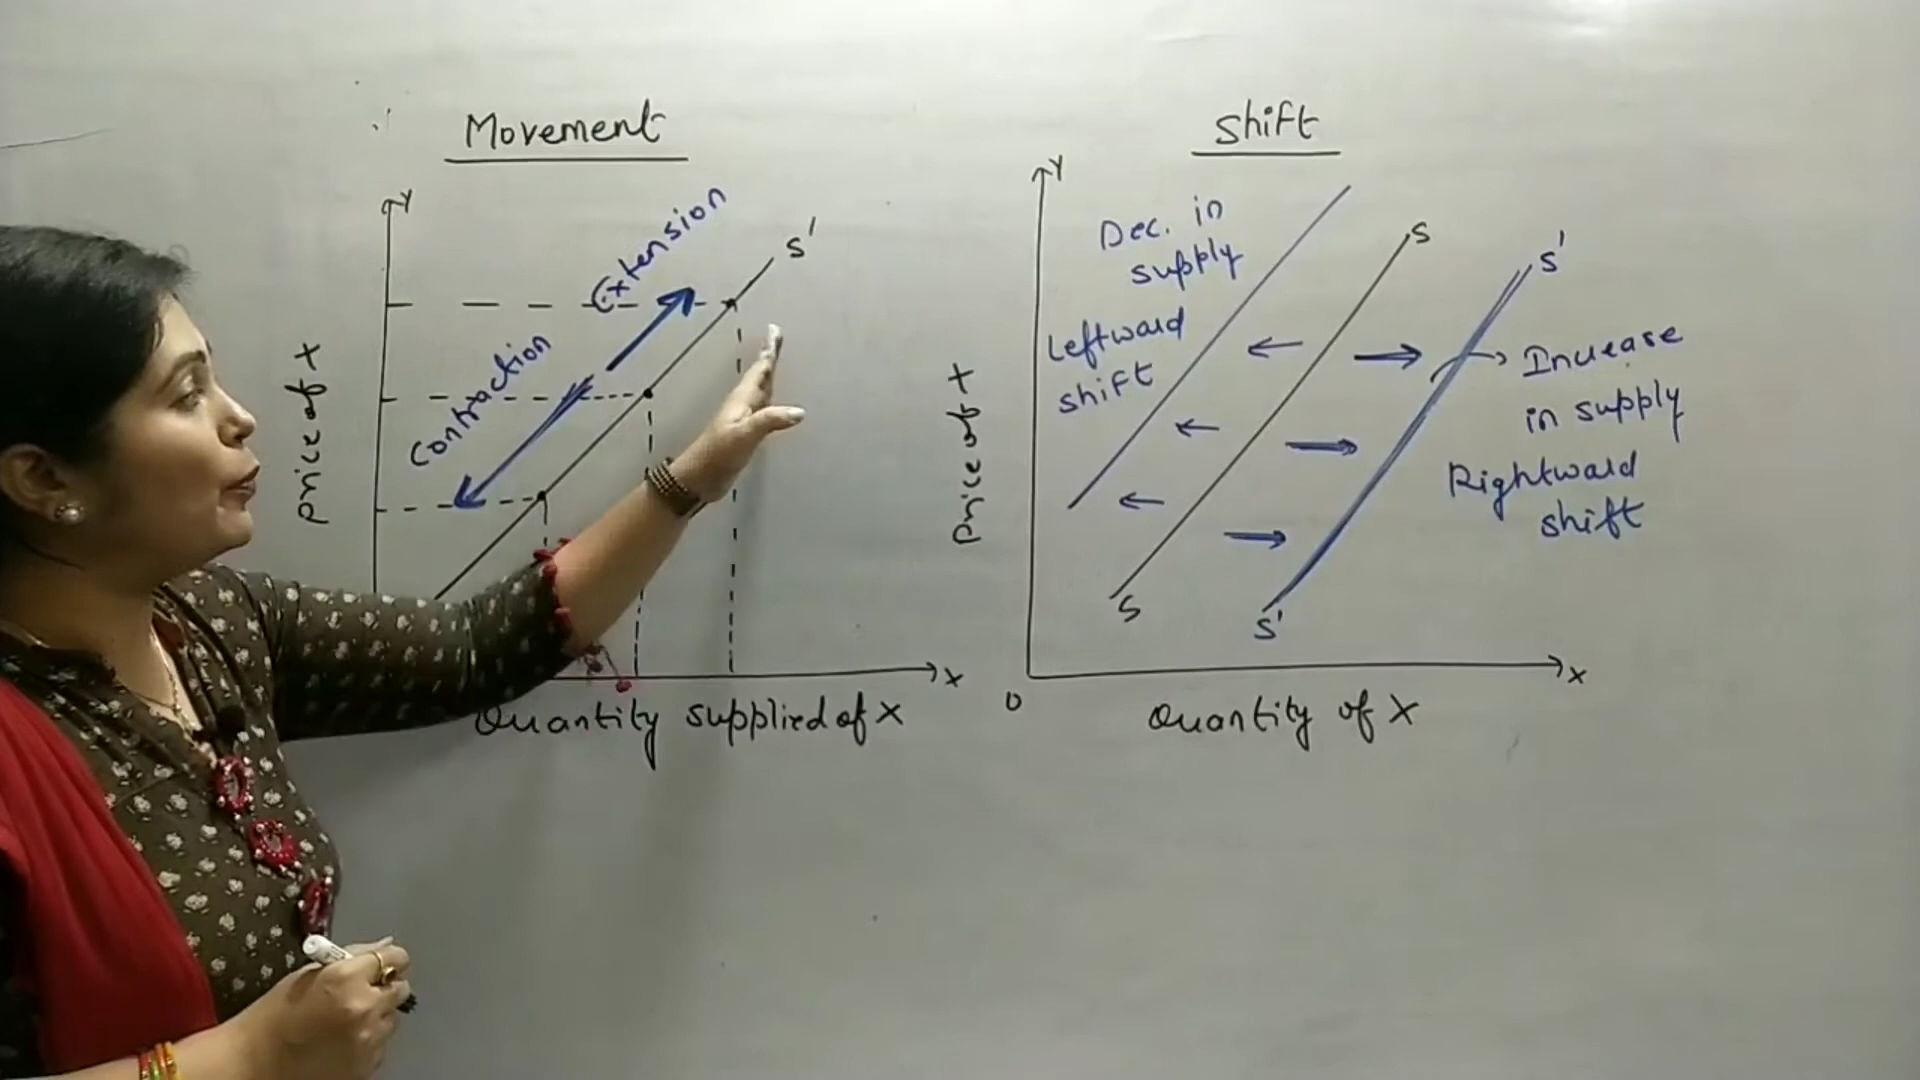 Movement
Y
Extension
S'
Contraction
Price of X
X
Quantity supplied of X
Shift
Y
Dec. in
supply
Leftward
shift
S
S'
Increase
in supply
Rightward
shift
Price of X
S
S'
O
X
Quantity of X